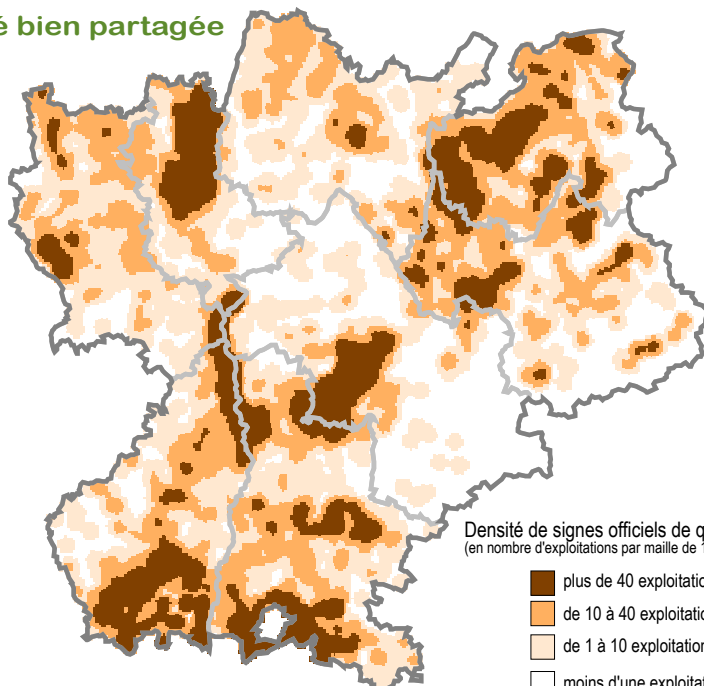 é bien partagée
Densité de signes officiels de q
(en nombre d'exploitations par maille de 1
plus de 40 exploitatio
de 10 à 40 exploitatio
de 1 à 10 exploitation
moins d'une exploitat